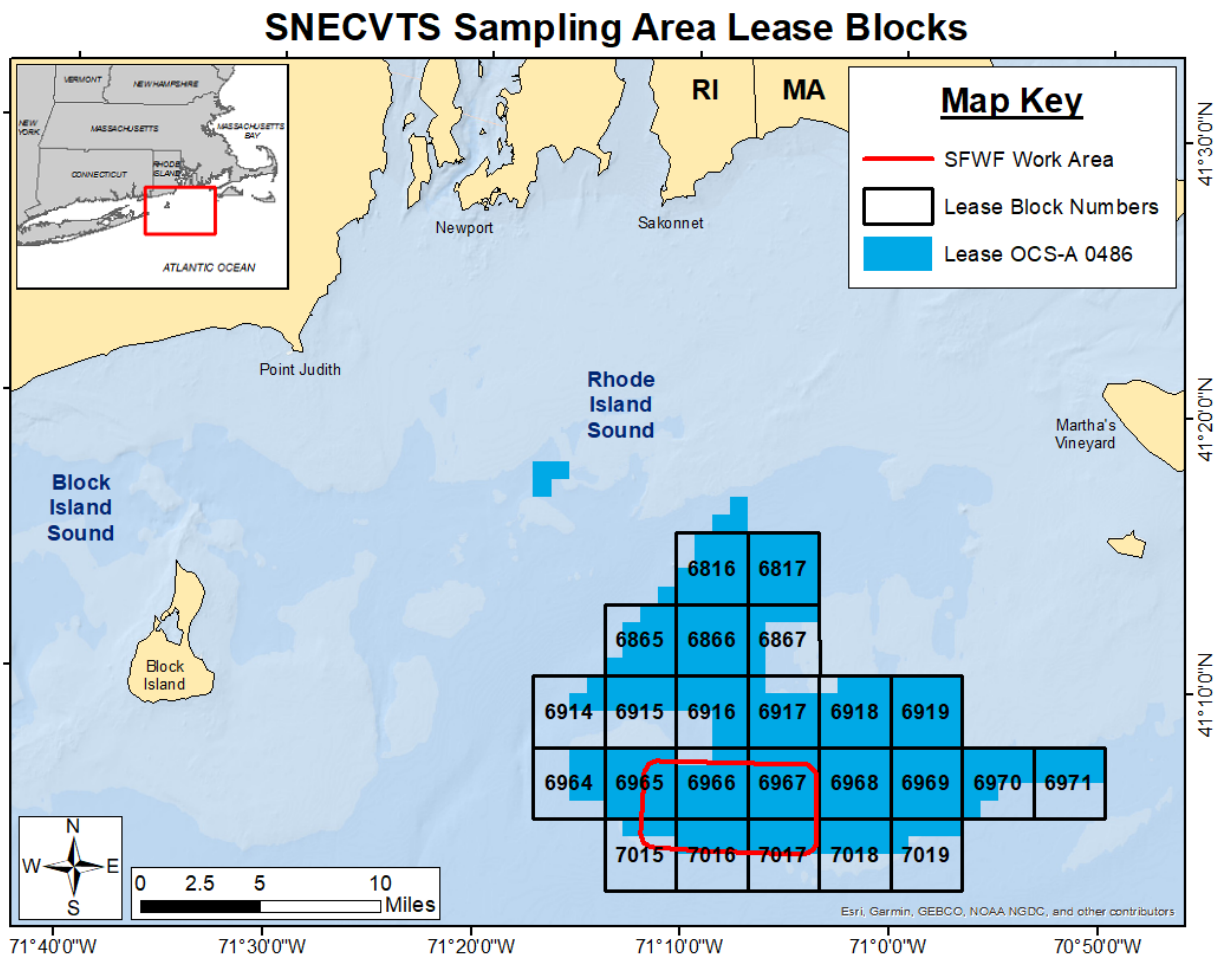 SNECVTS Sampling Area Lease Blocks
VERMONT
NEW HAMPSHIRE
NEW
YORK
MASSACHUSETTS
MASSACHUSETTS
BAY
CONNECTICUT
RHODE
ISLAND
ATLANTIC OCEAN
RI
MA
Map Key
SFWF Work Area
Lease Block Numbers
Lease OCS-A 0486
41°30'0"N
Newport
Sakonnet
Point Judith
Rhode
Island
Sound
Martha's
Vineyard
41°20'0"N
Block
Island
Sound
Block
Island
41°10'0"N
6816 6817
6865 6866 6867
6914 6915 6916 6917 6918 6919
6964 6965 6966 6967 6968 6969 6970 6971
7015 7016 7017 7018 7019
N
W E
S
0 2.5 5 10
Miles
Esri, Garmin, GEBCO, NOAA NGDC, and other contributors
71°40'0"W 71°30'0"W 71°20'0"W 71°10'0"W 71°0'0"W 70°50'0"W